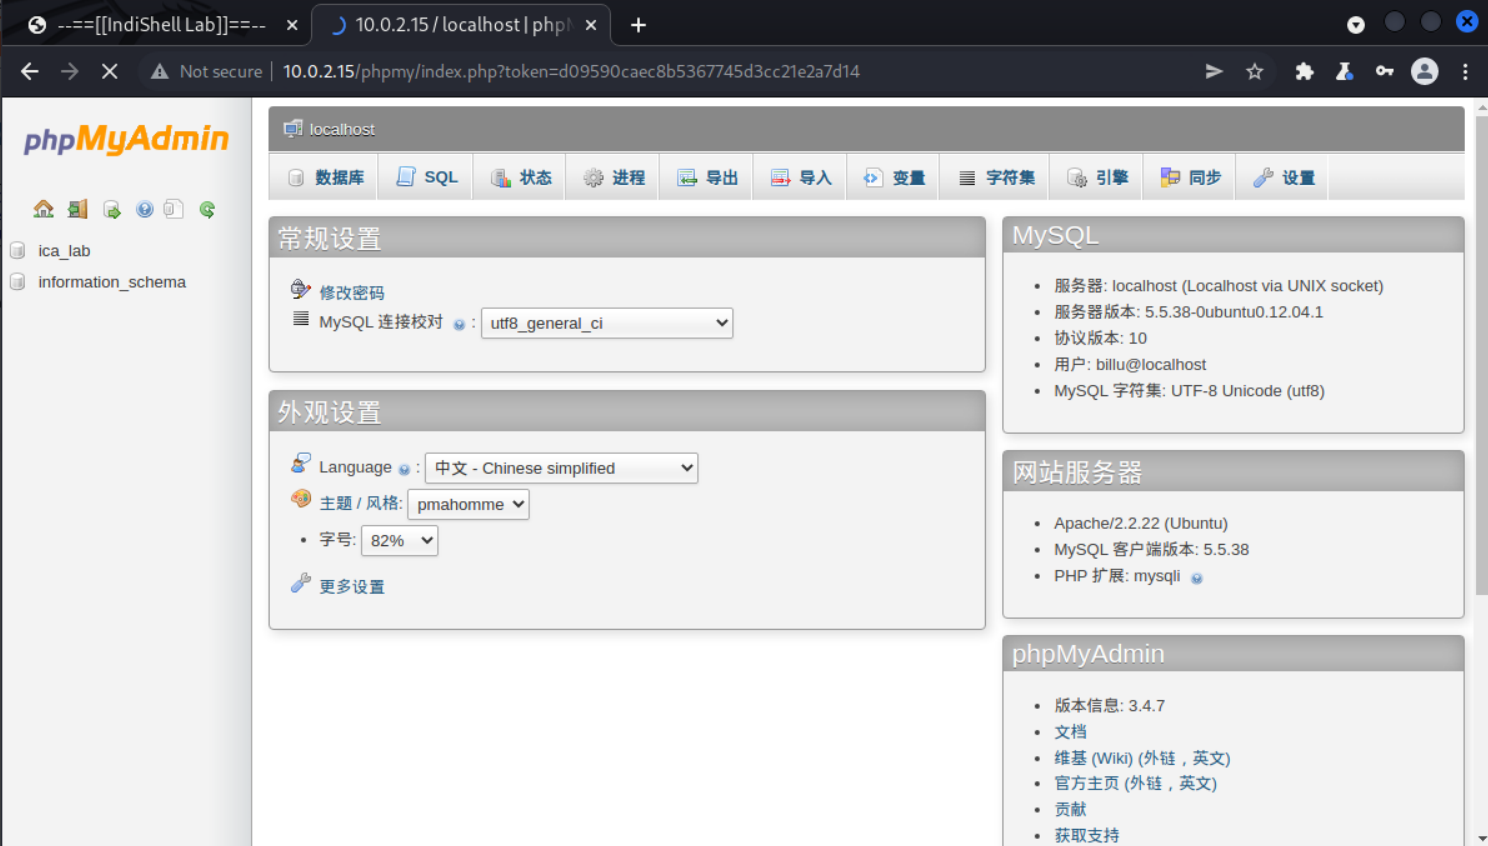 --==[[IndiShell Lab]]==--
10.0.2.15 / localhost | phpM
Not secure
10.0.2.15/phpmy/index.php?token=d09590caec8b5367745d3cc21e2a7d14
phpMyAdmin
ica_lab
information_schema
localhost
数据库
SQL
状态
进程
导出
导入
变量
字符集
引擎
同步
设置
常规设置
修改密码
MySQL 连接校对 :
utf8_general_ci
外观设置
Language :
中文 - Chinese simplified
主题 / 风格:
pmahomme
字号:
82%
更多设置
MySQL
服务器: localhost (Localhost via UNIX socket)
服务器版本: 5.5.38-0ubuntu0.12.04.1
协议版本: 10
用户: billu@localhost
MySQL 字符集: UTF-8 Unicode (utf8)
网站服务器
Apache/2.2.22 (Ubuntu)
MySQL 客户端版本: 5.5.38
PHP 扩展: mysqli
phpMyAdmin
版本信息: 3.4.7
文档
维基 (Wiki) (外链，英文)
官方主页 (外链，英文)
贡献
获取支持